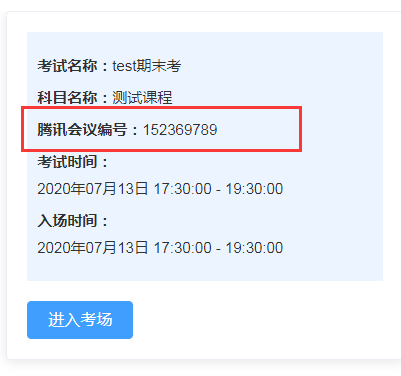 考试名称：test期末考
科目名称：测试课程
腾讯会议编号：152369789
考试时间：
2020年07月13日 17:30:00 - 19:30:00
入场时间：
2020年07月13日 17:30:00 - 19:30:00
进入考场